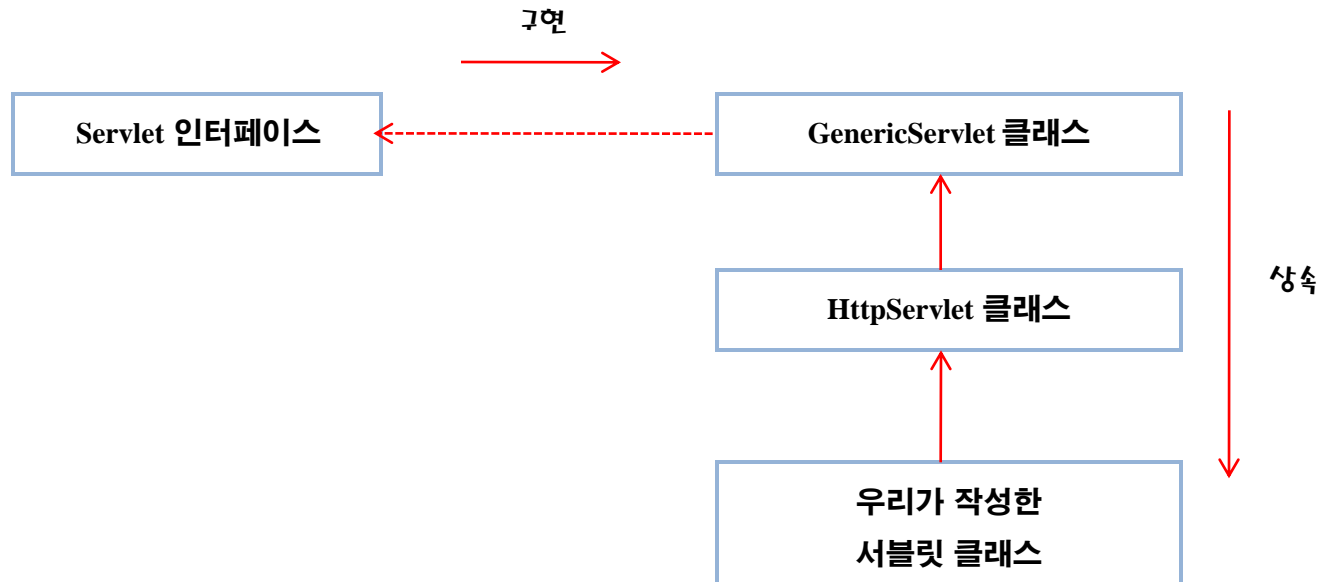 구현
Servlet 인터페이스
GenericServlet 클래스
HttpServlet 클래스
상속
우리가 작성한
서블릿 클래스